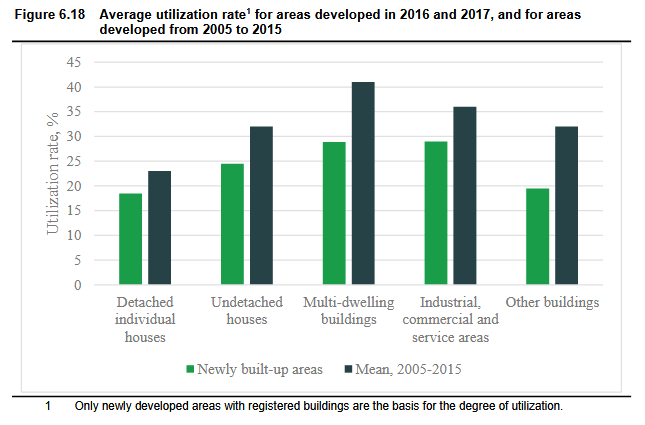 Figure 6.18 Average utilization rate1 for areas developed in 2016 and 2017, and for areas
developed from 2005 to 2015
Utilization rate, %
45
40
35
30
25
20
15
10
5
0
Detached
individual
houses
Undetached
houses
Multi-dwelling
buildings
Industrial,
commercial and
service areas
Other buildings
Newly built-up areas
Mean, 2005-2015
1 Only newly developed areas with registered buildings are the basis for the degree of utilization.